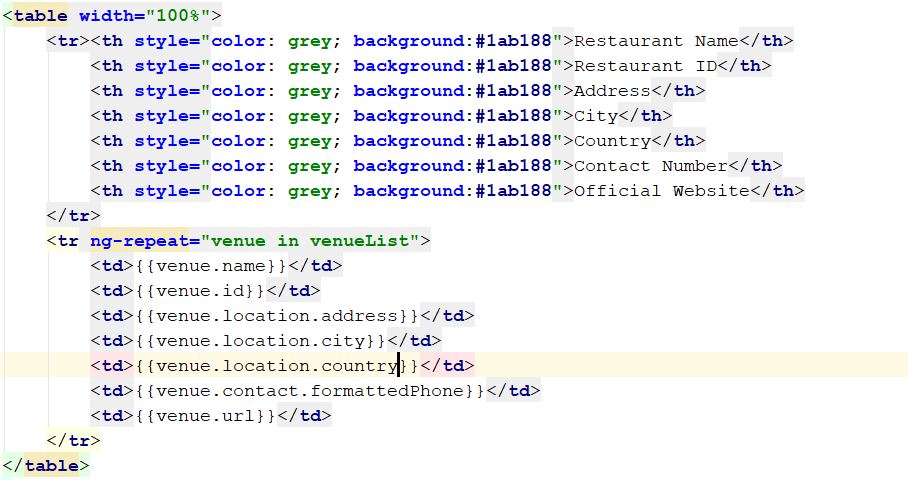 <table width="100%">
    <tr><th style="color: grey; background:#1ab188">Restaurant Name</th>
        <th style="color: grey; background:#1ab188">Restaurant ID</th>
        <th style="color: grey; background:#1ab188">Address</th>
        <th style="color: grey; background:#1ab188">City</th>
        <th style="color: grey; background:#1ab188">Country</th>
        <th style="color: grey; background:#1ab188">Contact Number</th>
        <th style="color: grey; background:#1ab188">Official Website</th>
    </tr>
    <tr ng-repeat="venue in venueList">
        <td>{{venue.name}}</td>
        <td>{{venue.id}}</td>
        <td>{{venue.location.address}}</td>
        <td>{{venue.location.city}}</td>
        <td>{{venue.location.country}}</td>
        <td>{{venue.contact.formattedPhone}}</td>
        <td>{{venue.url}}</td>
    </tr>
</table>